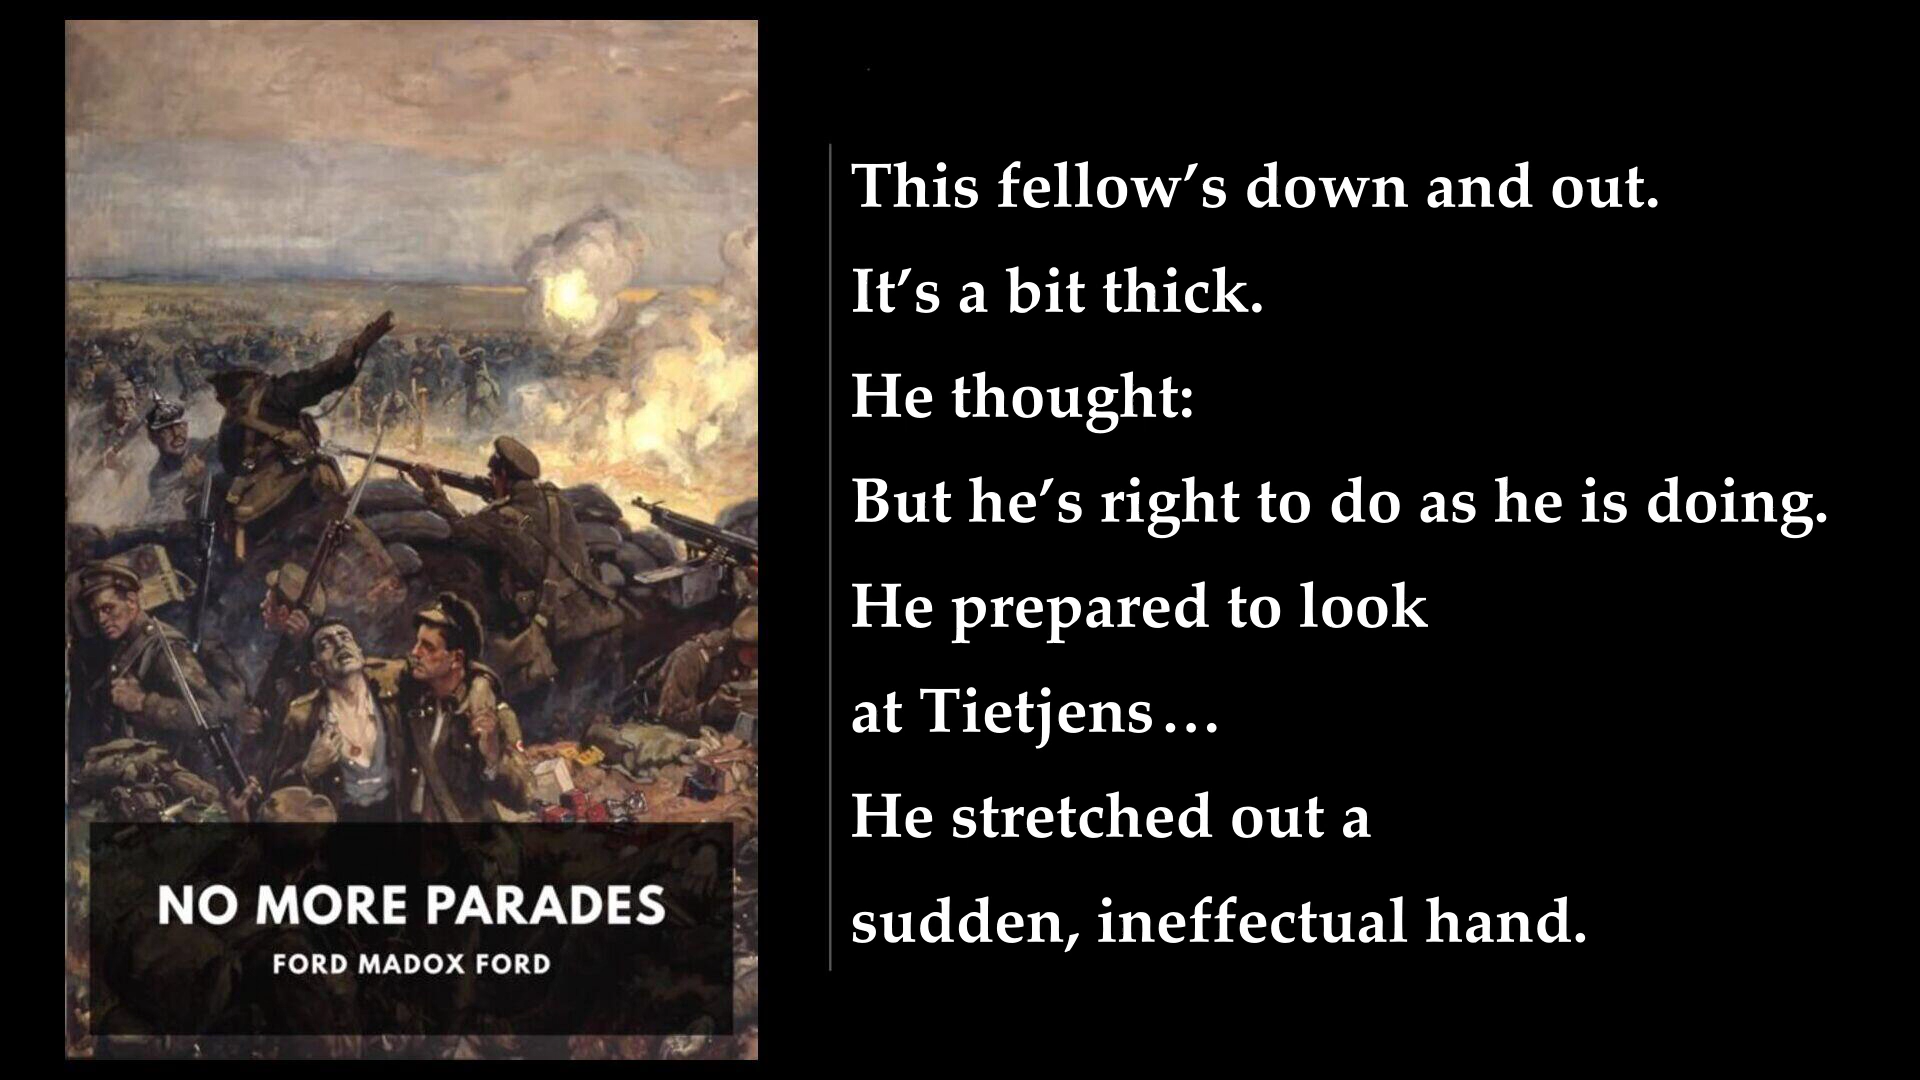 NO MORE PARADES
FORD MADOX FORD
This fellow’s down and out.
It’s a bit thick.
He thought:
But he’s right to do as he is doing.
He prepared to look
at Tietjens…
He stretched out a
sudden, ineffectual hand.